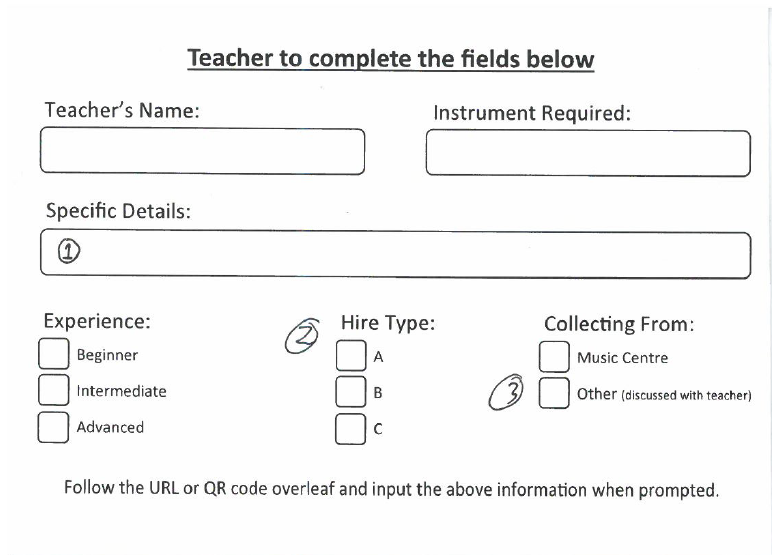 Teacher to complete the fields below
Teacher's Name:
Instrument Required:
Specific Details:
①
Experience:
Beginner
Intermediate
Advanced
② Hire Type:
A
B
C
Collecting From:
Music Centre
③ Other (discussed with teacher)
Follow the URL or QR code overleaf and input the above information when prompted.